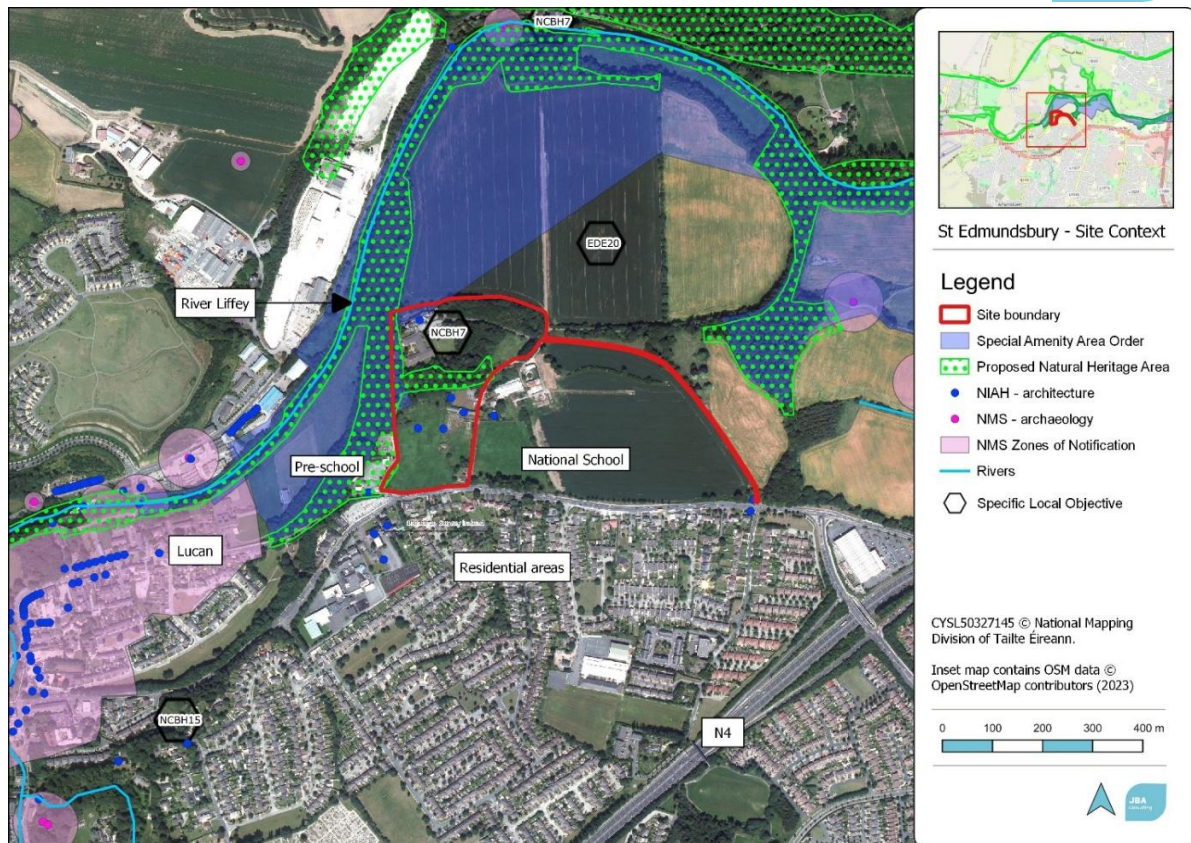 NCBH7
EDE20
River Liffey
NCBH7
Pre-school
National School
Lucan
Residential areas
NCBH15
N4
St Edmundsbury - Site Context
Legend
Site boundary
Special Amenity Area Order
Proposed Natural Heritage Area
NIAH - architecture
NMS - archaeology
NMS Zones of Notification
Rivers
Specific Local Objective
CYSL50327145 © National Mapping
Division of Tailte Éireann.
Inset map contains OSM data ©
OpenStreetMap contributors (2023)
0 100 200 300 400 m
JBA
consulting